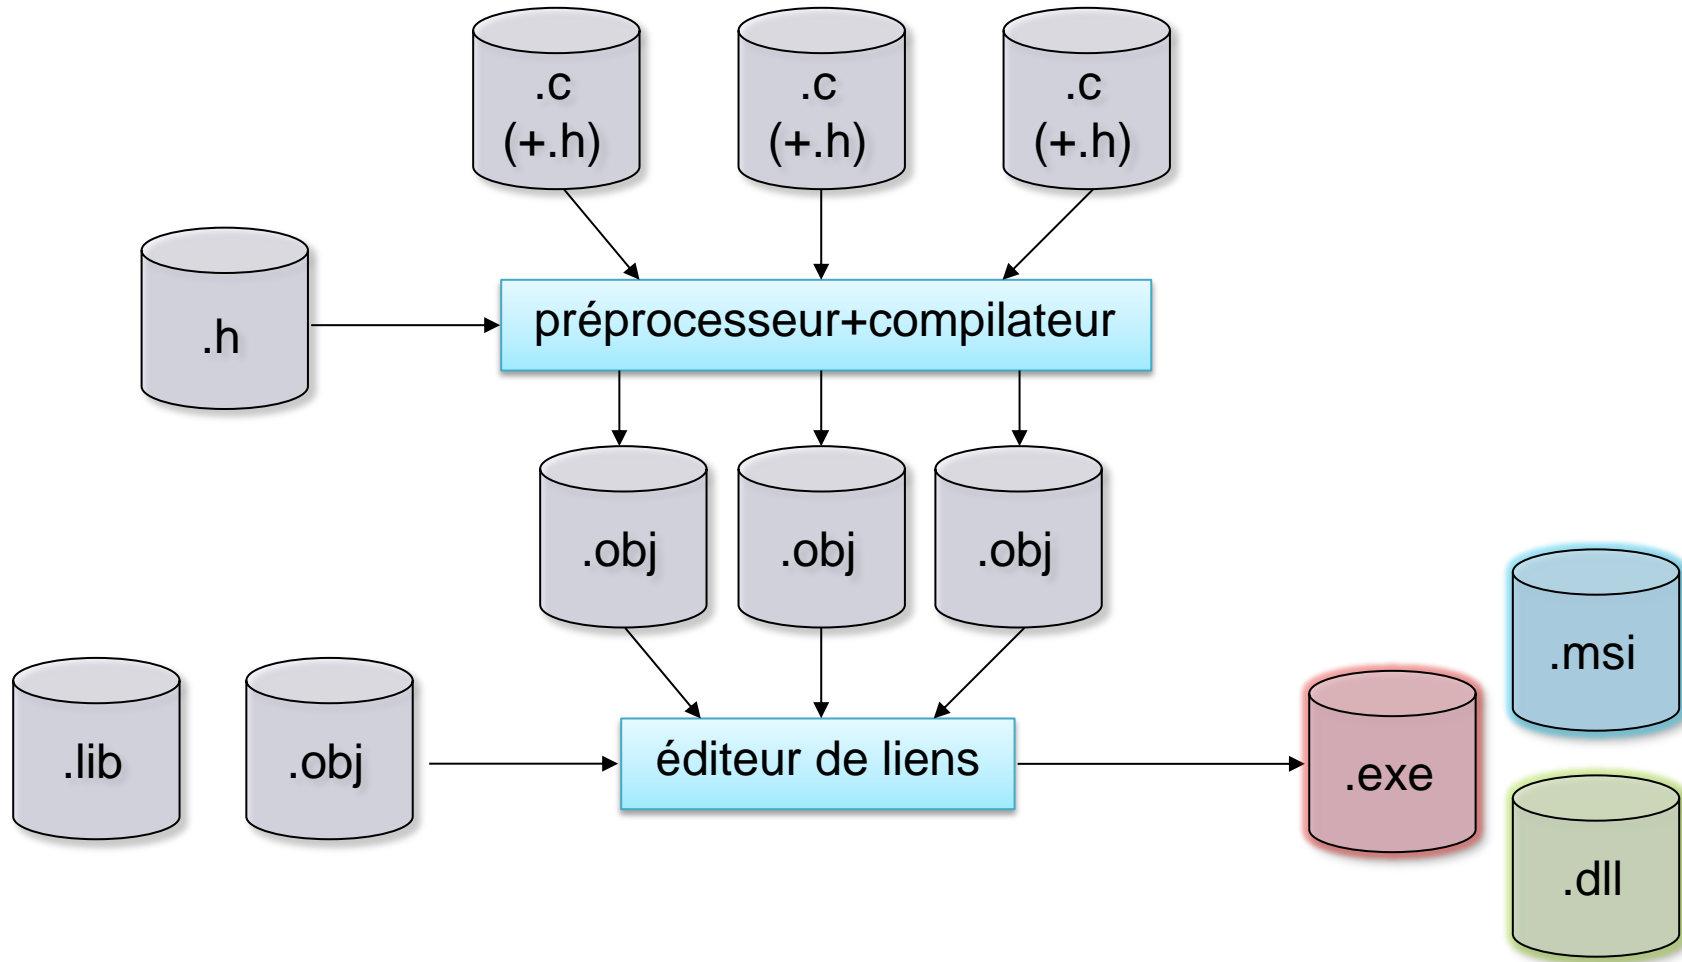 .c
(+.h)
.c
(+.h)
.c
(+.h)
.h
préprocesseur+compilateur
.obj
.obj
.obj
.lib
.obj
éditeur de liens
.exe
.msi
.dll